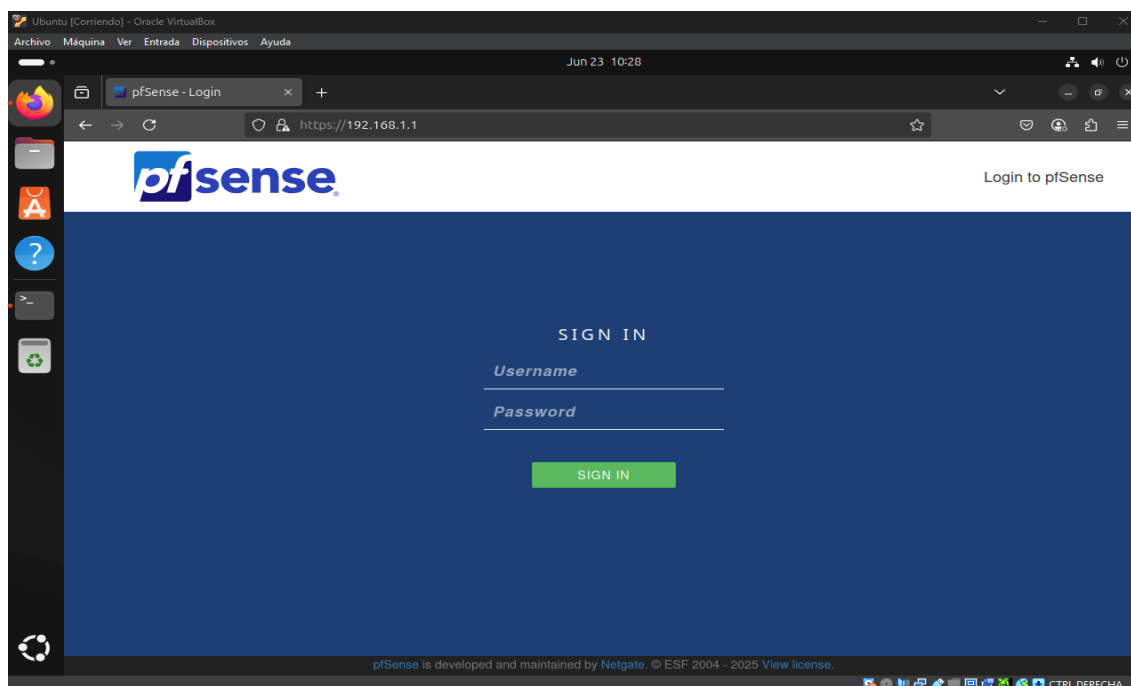 Ubuntu [Corriendo] - Oracle VirtualBox
Archivo Máquina Ver Entrada Dispositivos Ayuda
Jun 23 10:28
pfSense - Login
https://192.168.1.1
pfsense
Login to pfSense
SIGN IN
Username
Password
SIGN IN
pfSense is developed and maintained by Netgate. © ESF 2004 - 2025 View license.
CTRL DERECHA